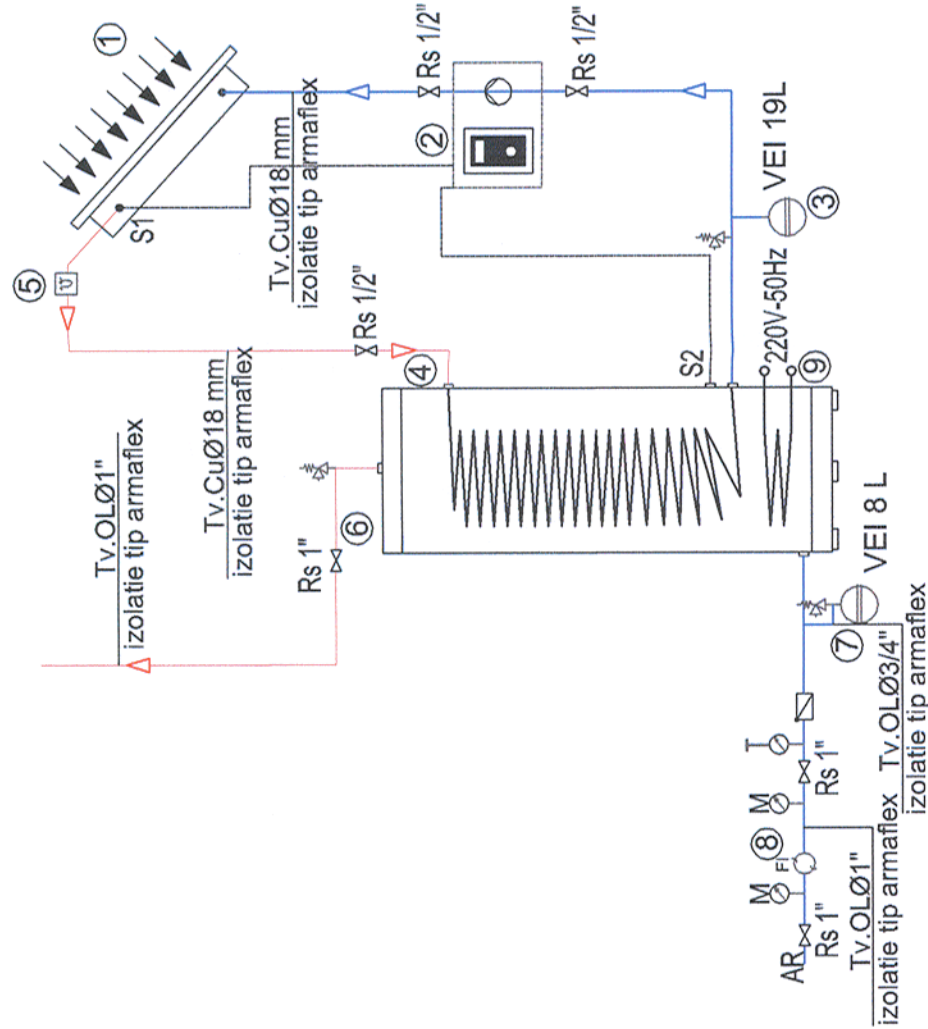 1
Rs 1/2"
2
Rs 1/2"
VEI 19L
3
S1
Tv.CuØ18 mm
izolatie tip armaflex
5
Rs 1/2"
4
Tv.CuØ18 mm
izolatie tip armaflex
S2
220V-50Hz
9
Tv.OLØ1"
izolatie tip armaflex
Rs 1"
6
VEI 8 L
7
Tv.OLØ3/4"
izolatie tip armaflex
T
Rs 1"
M
8
FI
M
Rs 1"
AR
Tv.OLØ1"
izolatie tip armaflex